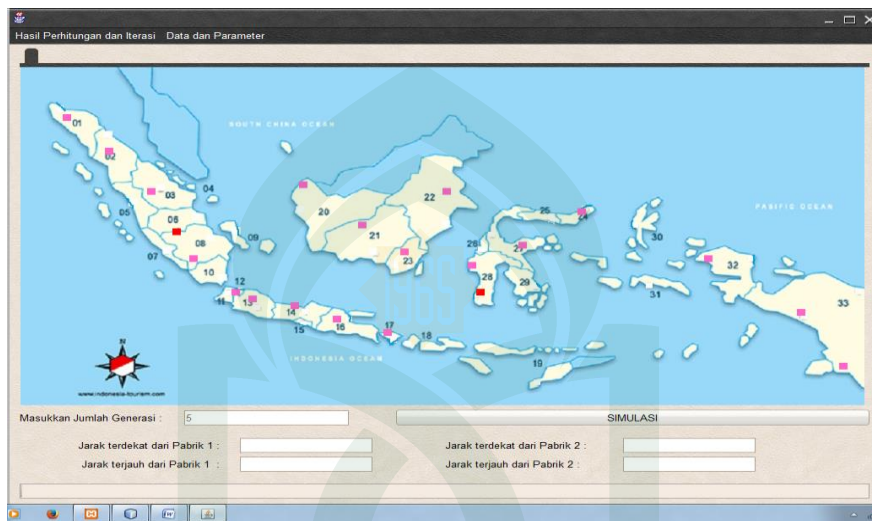 Hasil Perhitungan dan Iterasi Data dan Parameter
SOUTH CHINA OCEAN
PASIFIC OCEAN
INDONESIA OCEAN
01
02
03
04
05
06
07
08
09
10
11
12
13
14
15
16
17
18
19
20
21
22
23
24
25
26
27
28
29
30
31
32
33
N
www.indonesia-tourism.com
1965
Masukkan Jumlah Generasi : 5
SIMULASI
Jarak terdekat dari Pabrik 1 :
Jarak terdekat dari Pabrik 2 :
Jarak terjauh dari Pabrik 1 :
Jarak terjauh dari Pabrik 2 :